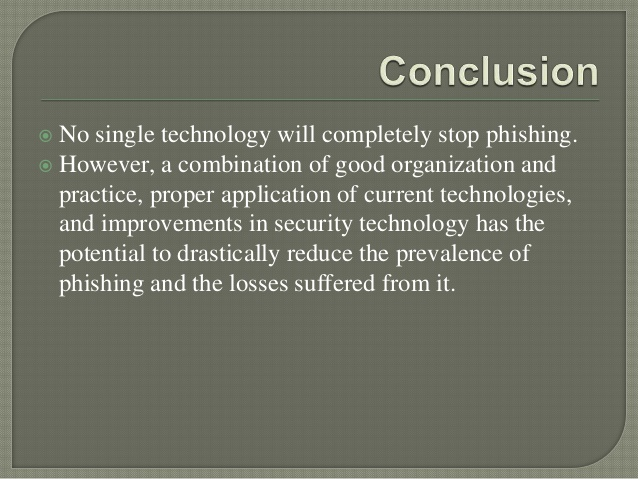 Conclusion
No single technology will completely stop phishing.
However, a combination of good organization and
practice, proper application of current technologies,
and improvements in security technology has the
potential to drastically reduce the prevalence of
phishing and the losses suffered from it.